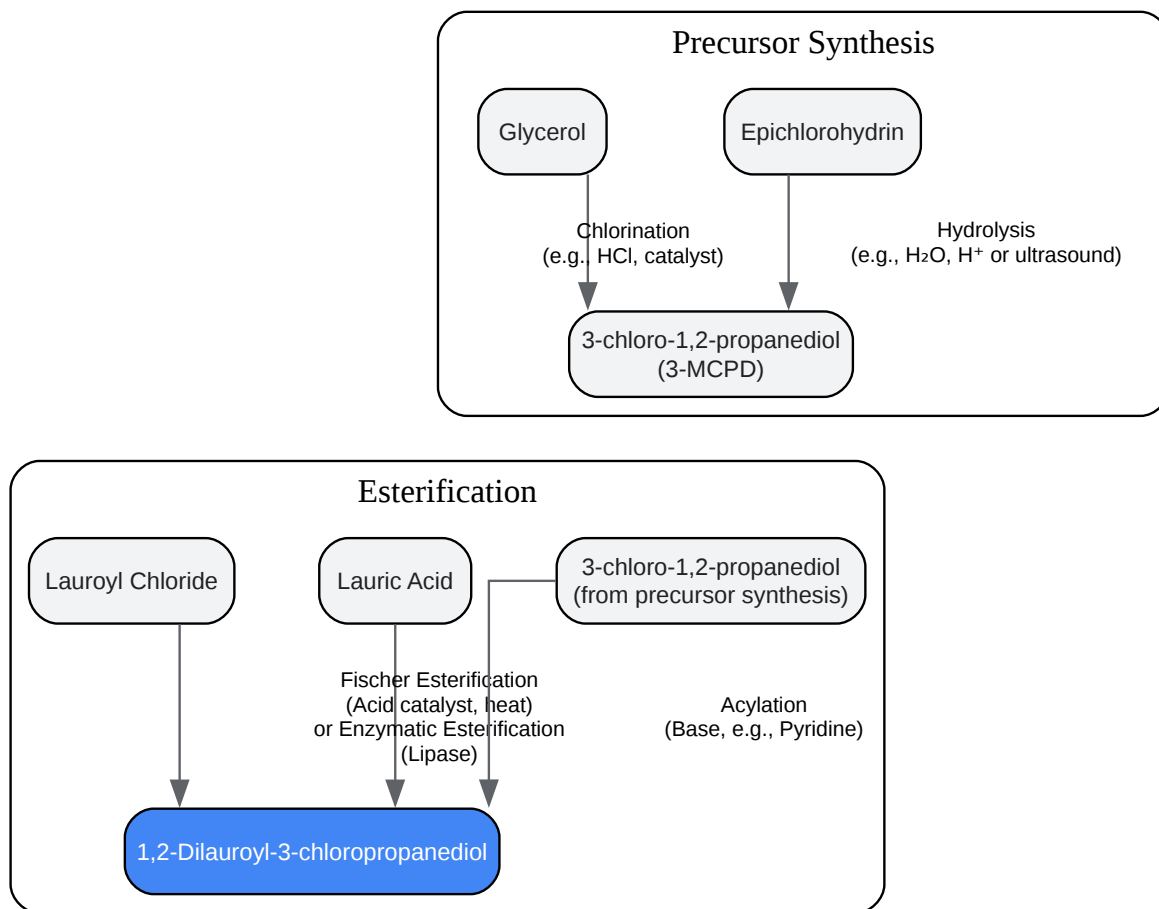 Precursor Synthesis
Glycerol
Epichlorohydrin
Chlorination
(e.g., HCl, catalyst)
Hydrolysis
(e.g., H₂O, H⁺ or ultrasound)
3-chloro-1,2-propanediol
(3-MCPD)
Esterification
Lauroyl Chloride
Lauric Acid
3-chloro-1,2-propanediol
(from precursor synthesis)
Fischer Esterification
(Acid catalyst, heat)
or Enzymatic Esterification
(Lipase)
Acylation
(Base, e.g., Pyridine)
1,2-Dilauroyl-3-chloropropanediol